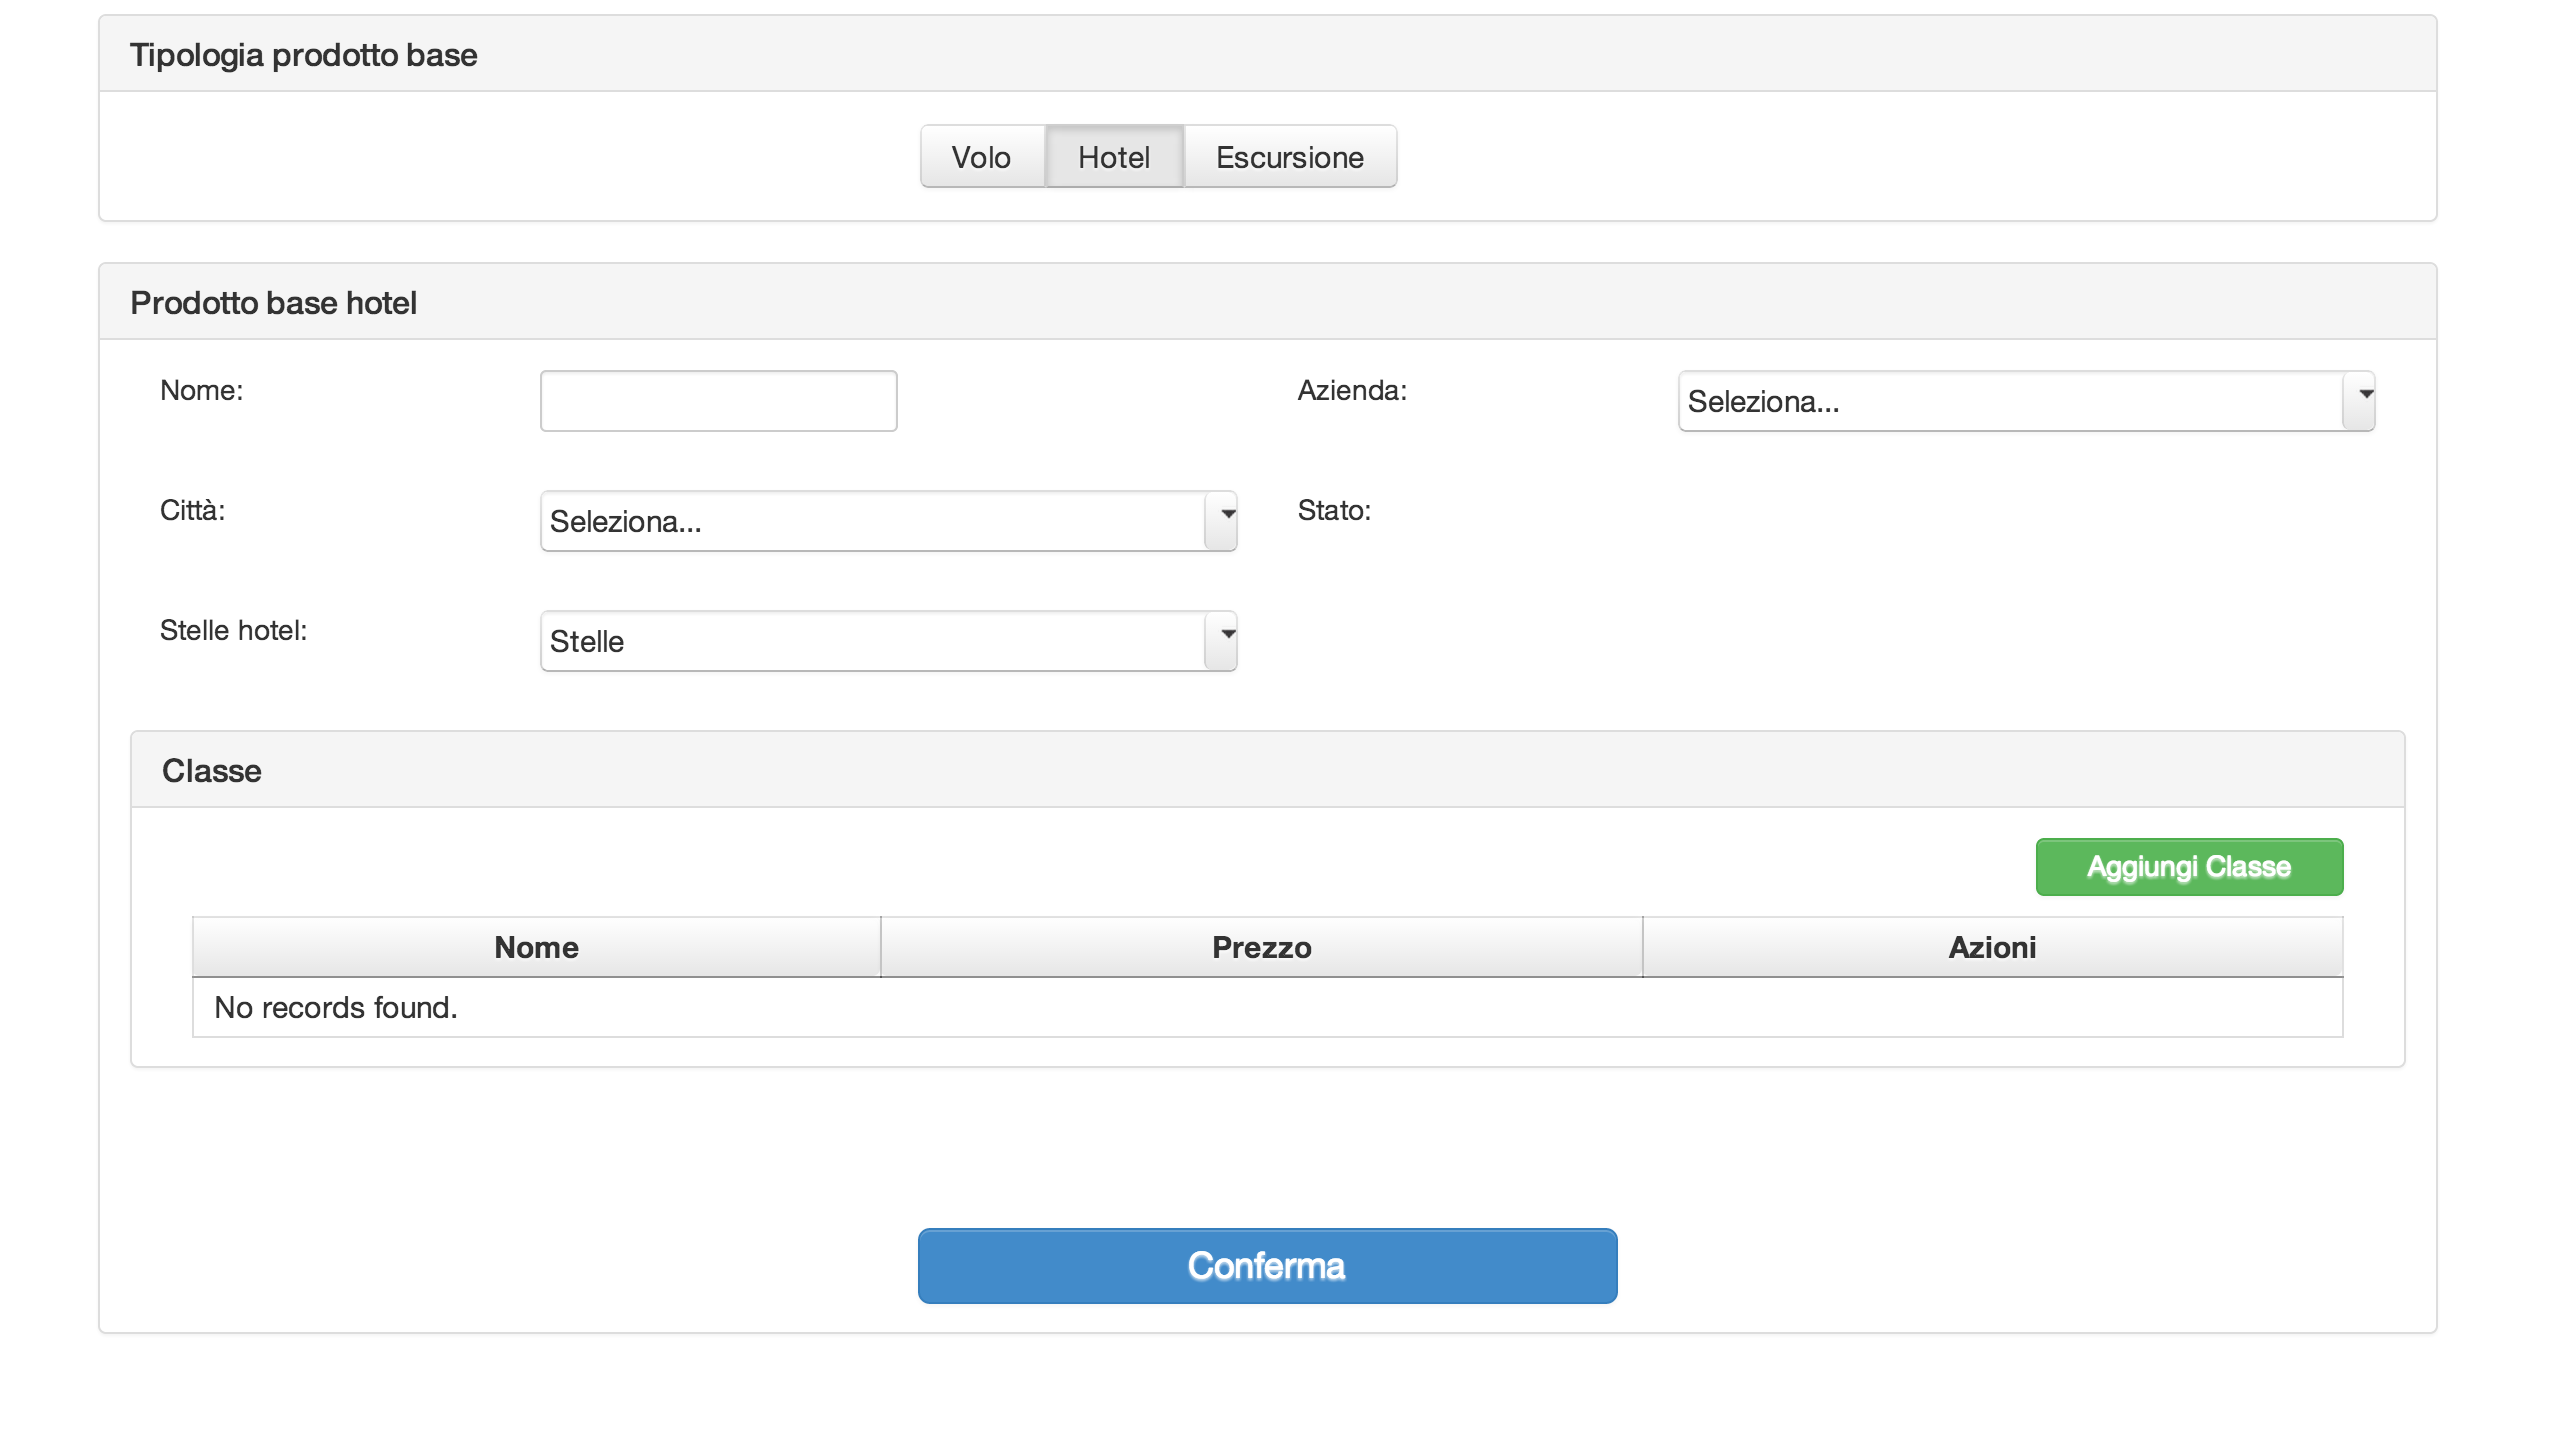 Tipologia prodotto base
Volo Hotel Escursione
Prodotto base hotel
Nome: Azienda: Seleziona...
Città: Seleziona... Stato:
Stelle hotel: Stelle
Classe
Aggiungi Classe
Nome Prezzo Azioni
No records found.
Conferma